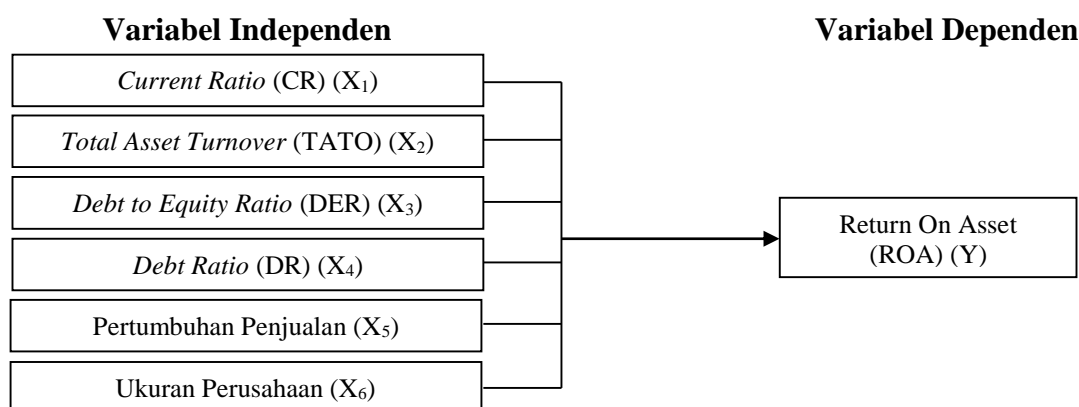 Variabel Independen
Variabel Dependen
Current Ratio (CR) (X₁)
Total Asset Turnover (TATO) (X₂)
Debt to Equity Ratio (DER) (X₃)
Debt Ratio (DR) (X₄)
Pertumbuhan Penjualan (X₅)
Ukuran Perusahaan (X₆)
Return On Asset
(ROA) (Y)